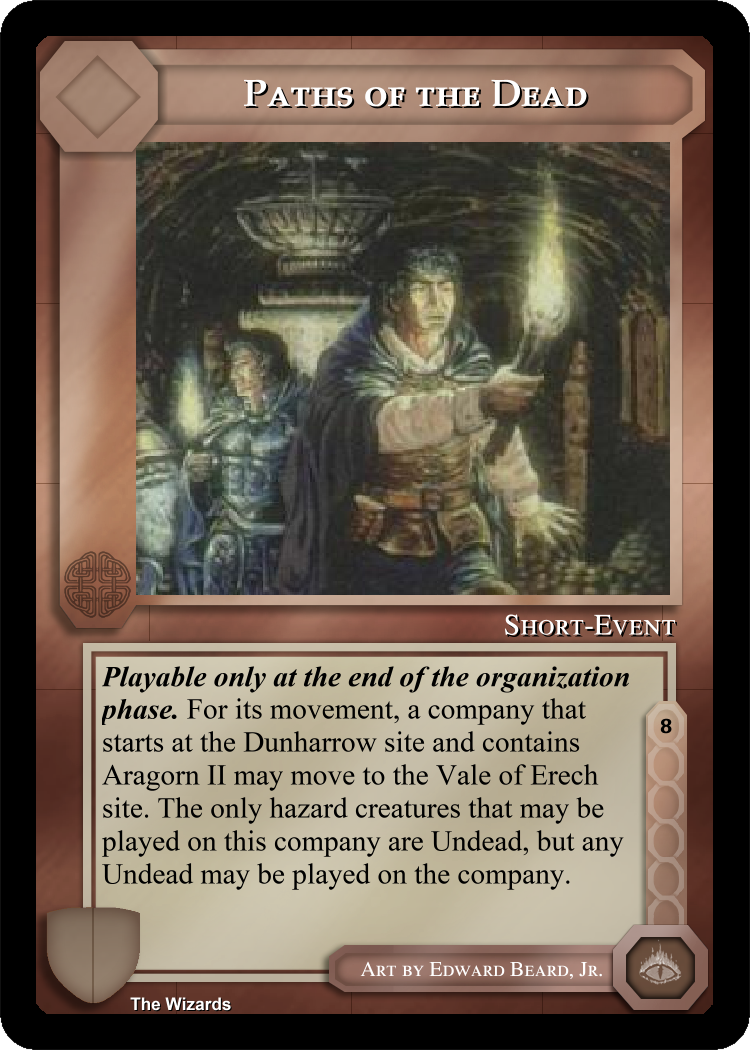 Paths of the Dead
Short-Event
Playable only at the end of the organization
phase. For its movement, a company that
starts at the Dunharrow site and contains
Aragorn II may move to the Vale of Erech
site. The only hazard creatures that may be
played on this company are Undead, but any
Undead may be played on the company.
8
Art by Edward Beard, Jr.
The Wizards